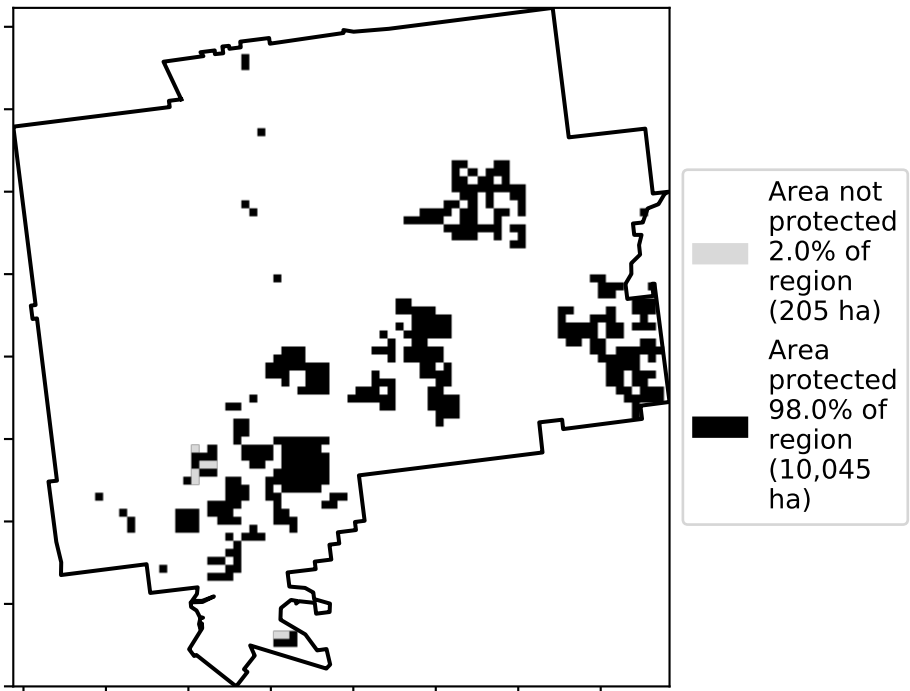 Area not
protected
2.0% of
region
(205 ha)
Area
protected
98.0% of
region
(10,045
ha)